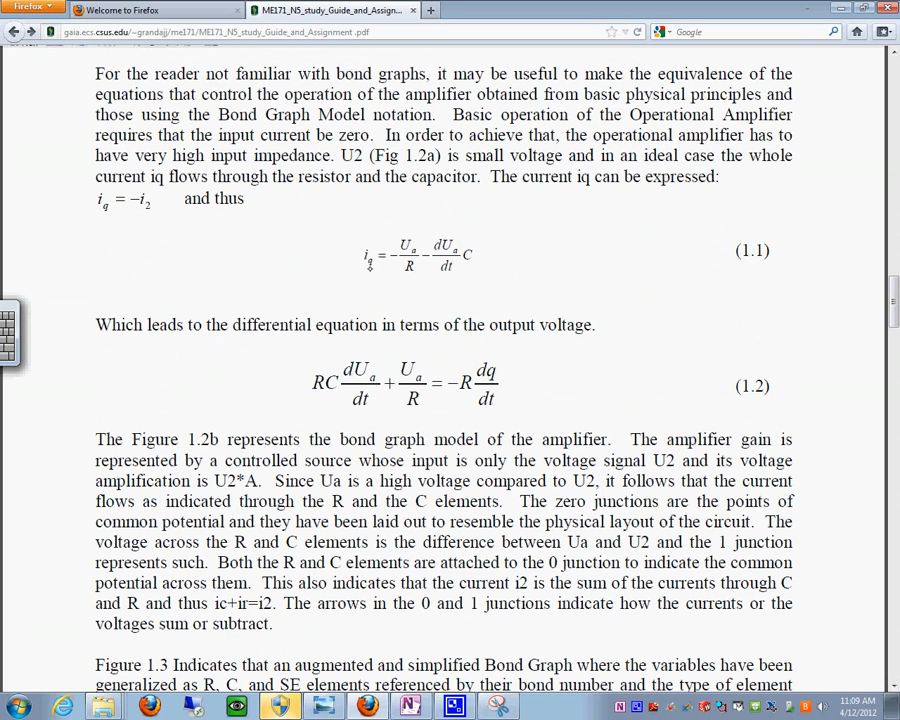 Firefox
Welcome to Firefox
ME171_N5_study_Guide_and_Assignm...
gaia.ecs.csus.edu/~grandajj/me171/ME171_N5_study_Guide_and_Assignment .pdf
Google
For the reader not familiar with bond graphs, it may be useful to make the equivalence of the
equations that control the operation of the amplifier obtained from basic physical principles and
those using the Bond Graph Model notation. Basic operation of the Operational Amplifier
requires that the input current be zero. In order to achieve that, the operational amplifier has to
have very high input impedance. U2 (Fig 1.2a) is small voltage and in an ideal case the whole
current iq flows through the resistor and the capacitor. The current iq can be expressed:
i_q = −i_2 and thus
i_q = −U_a/R − dU_a/dt C (1.1)
Which leads to the differential equation in terms of the output voltage.
RC dU_a/dt + U_a/R = −R dq/dt (1.2)
The Figure 1.2b represents the bond graph model of the amplifier. The amplifier gain is
represented by a controlled source whose input is only the voltage signal U2 and its voltage
amplification is U2*A. Since Ua is a high voltage compared to U2, it follows that the current
flows as indicated through the R and the C elements. The zero junctions are the points of
common potential and they have been laid out to resemble the physical layout of the circuit. The
voltage across the R and C elements is the difference between Ua and U2 and the 1 junction
represents such. Both the R and C elements are attached to the 0 junction to indicate the common
potential across them. This also indicates that the current i2 is the sum of the currents through C
and R and thus ic+ir=i2. The arrows in the 0 and 1 junctions indicate how the currents or the
voltages sum or subtract.
Figure 1.3 Indicates that an augmented and simplified Bond Graph where the variables have been
generalized as R, C, and SE elements referenced by their bond number and the type of element
11:09 AM
4/12/2012